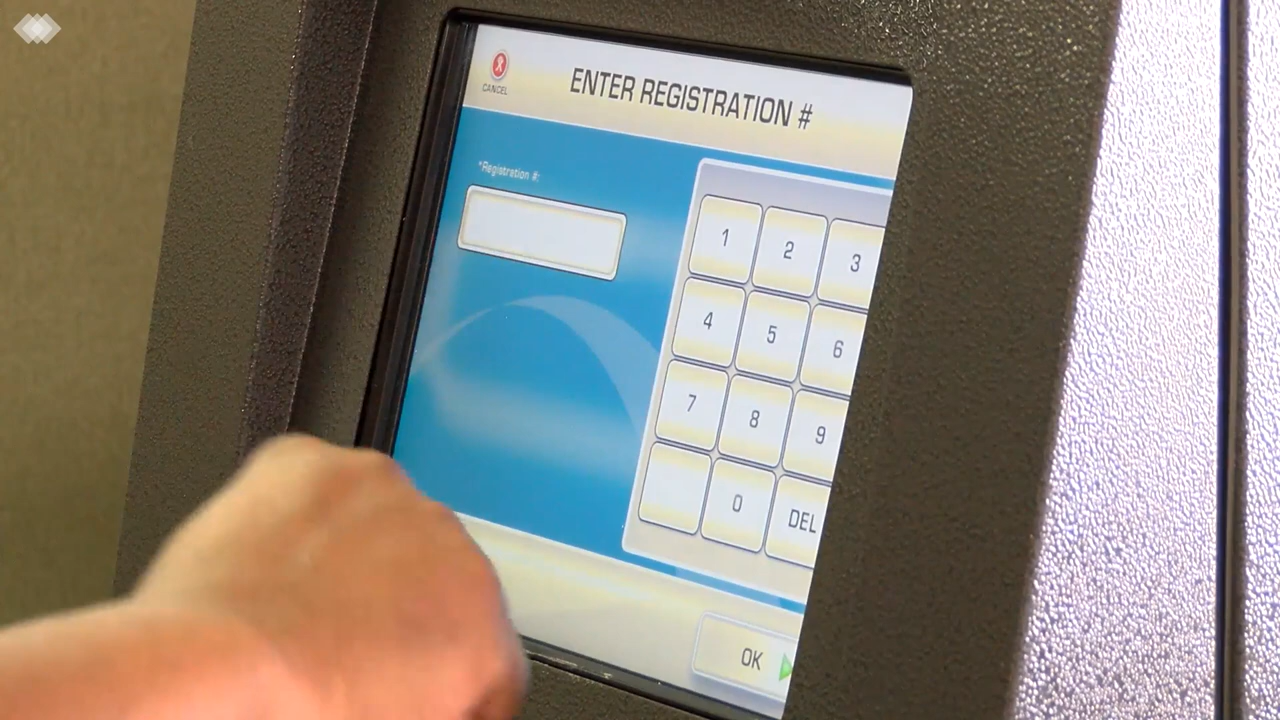 CANCEL
ENTER REGISTRATION #
*Registration #:
1 2 3
4 5 6
7 8 9
0 DEL
OK